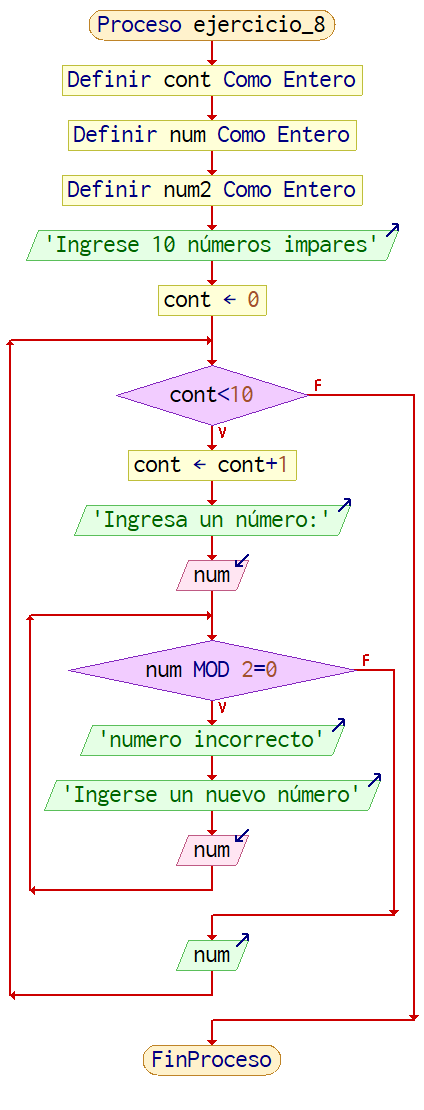 Proceso ejercicio_8
Definir cont Como Entero
Definir num Como Entero
Definir num2 Como Entero
'Ingrese 10 números impares'
cont ← 0
cont<10
F
V
cont ← cont+1
'Ingresa un número:'
num
num MOD 2=0
F
V
'numero incorrecto'
'Ingerse un nuevo número'
num
num
FinProceso